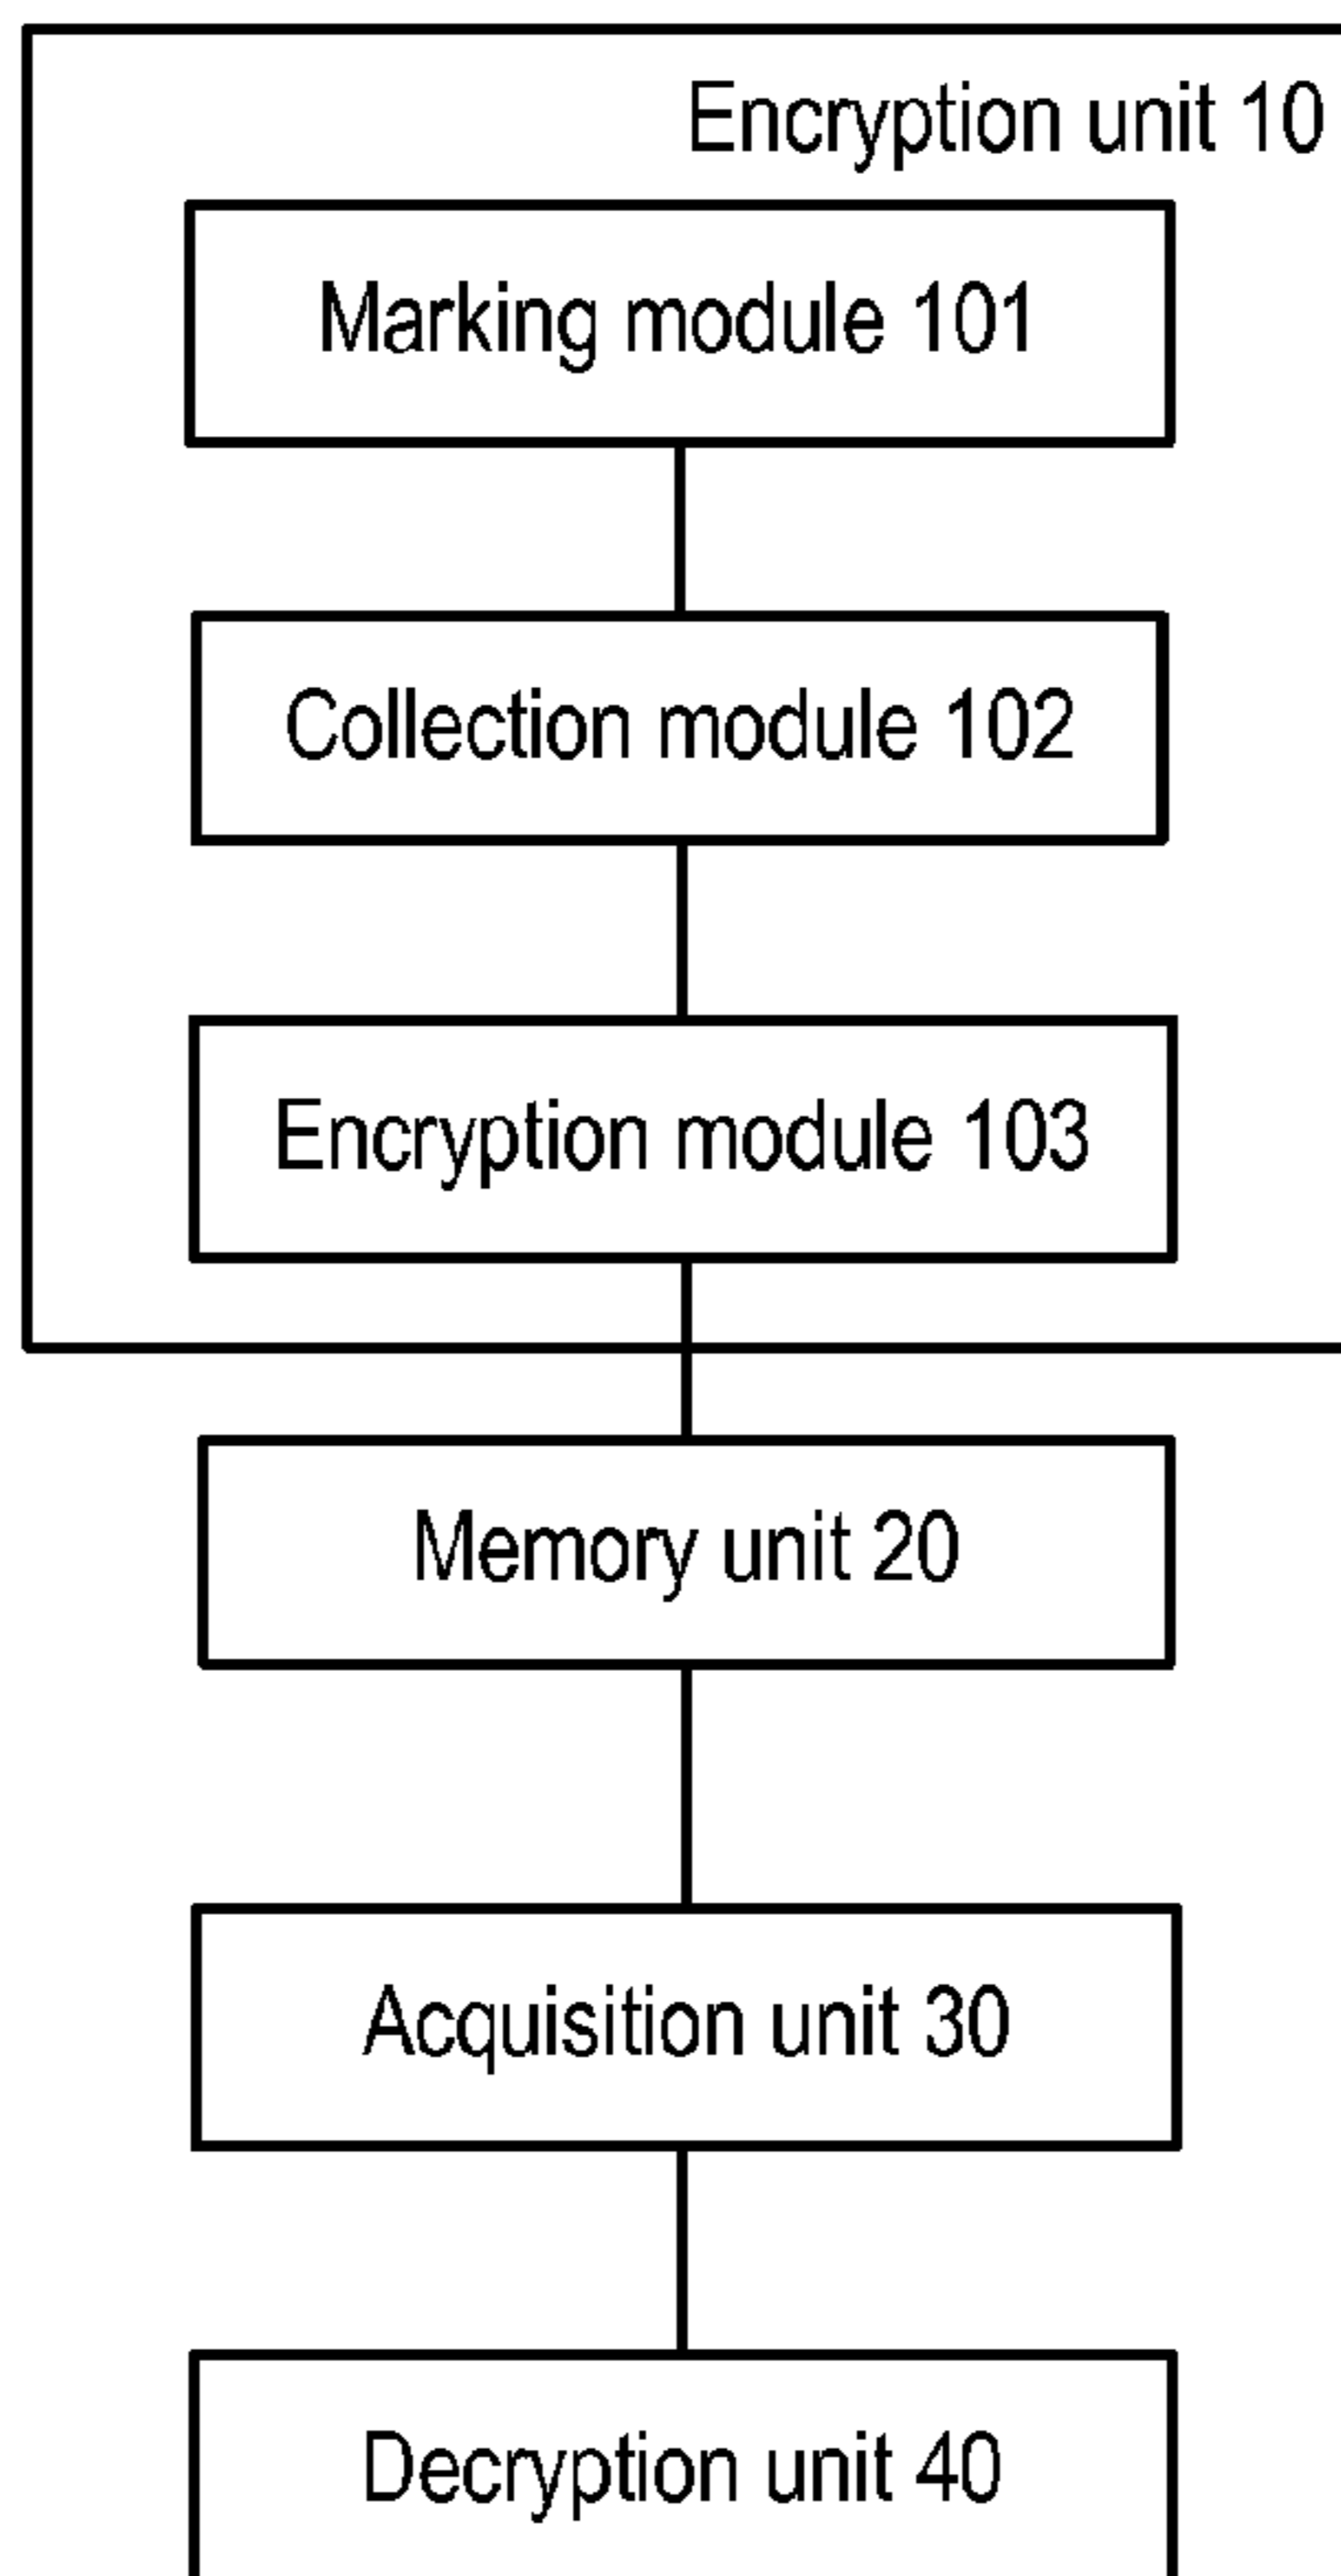 Encryption unit 10
Marking module 101
Collection module 102
Encryption module 103
Memory unit 20
Acquisition unit 30
Decryption unit 40